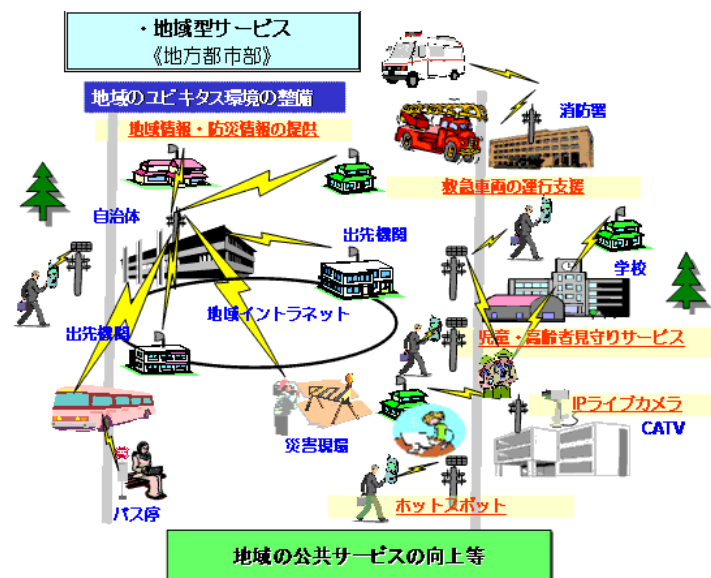 ・地域型サービス
《地方都市部》
地域のユビキタス環境の整備
地域情報・防災情報の提供
消防署
救急車両の運行支援
自治体
出先機関
学校
地域イントラネット
出先機関
児童・高齢者見守りサービス
IPライブカメラ
CATV
災害現場
バス停
ホットスポット
地域の公共サービスの向上等